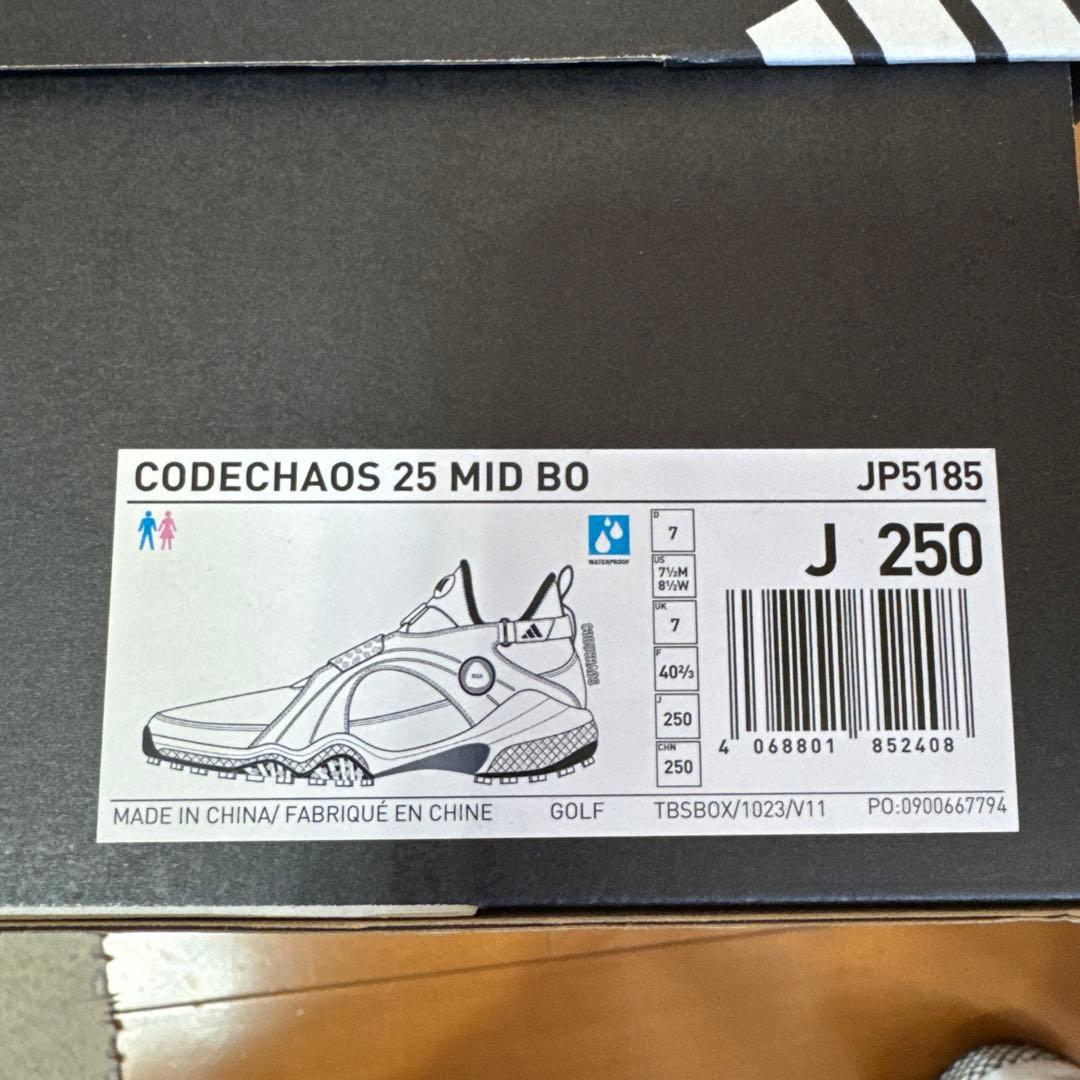 CODECHAOS 25 MID BO JP5185
WATERPROOF
D 7
US 7½M 8½W
UK 7
F 40⅔
J 250
CHN 250
J 250
BOA
CODECHAOS
4 068801 852408
MADE IN CHINA/ FABRIQUÉ EN CHINE GOLF TBSBOX/1023/V11 PO:0900667794